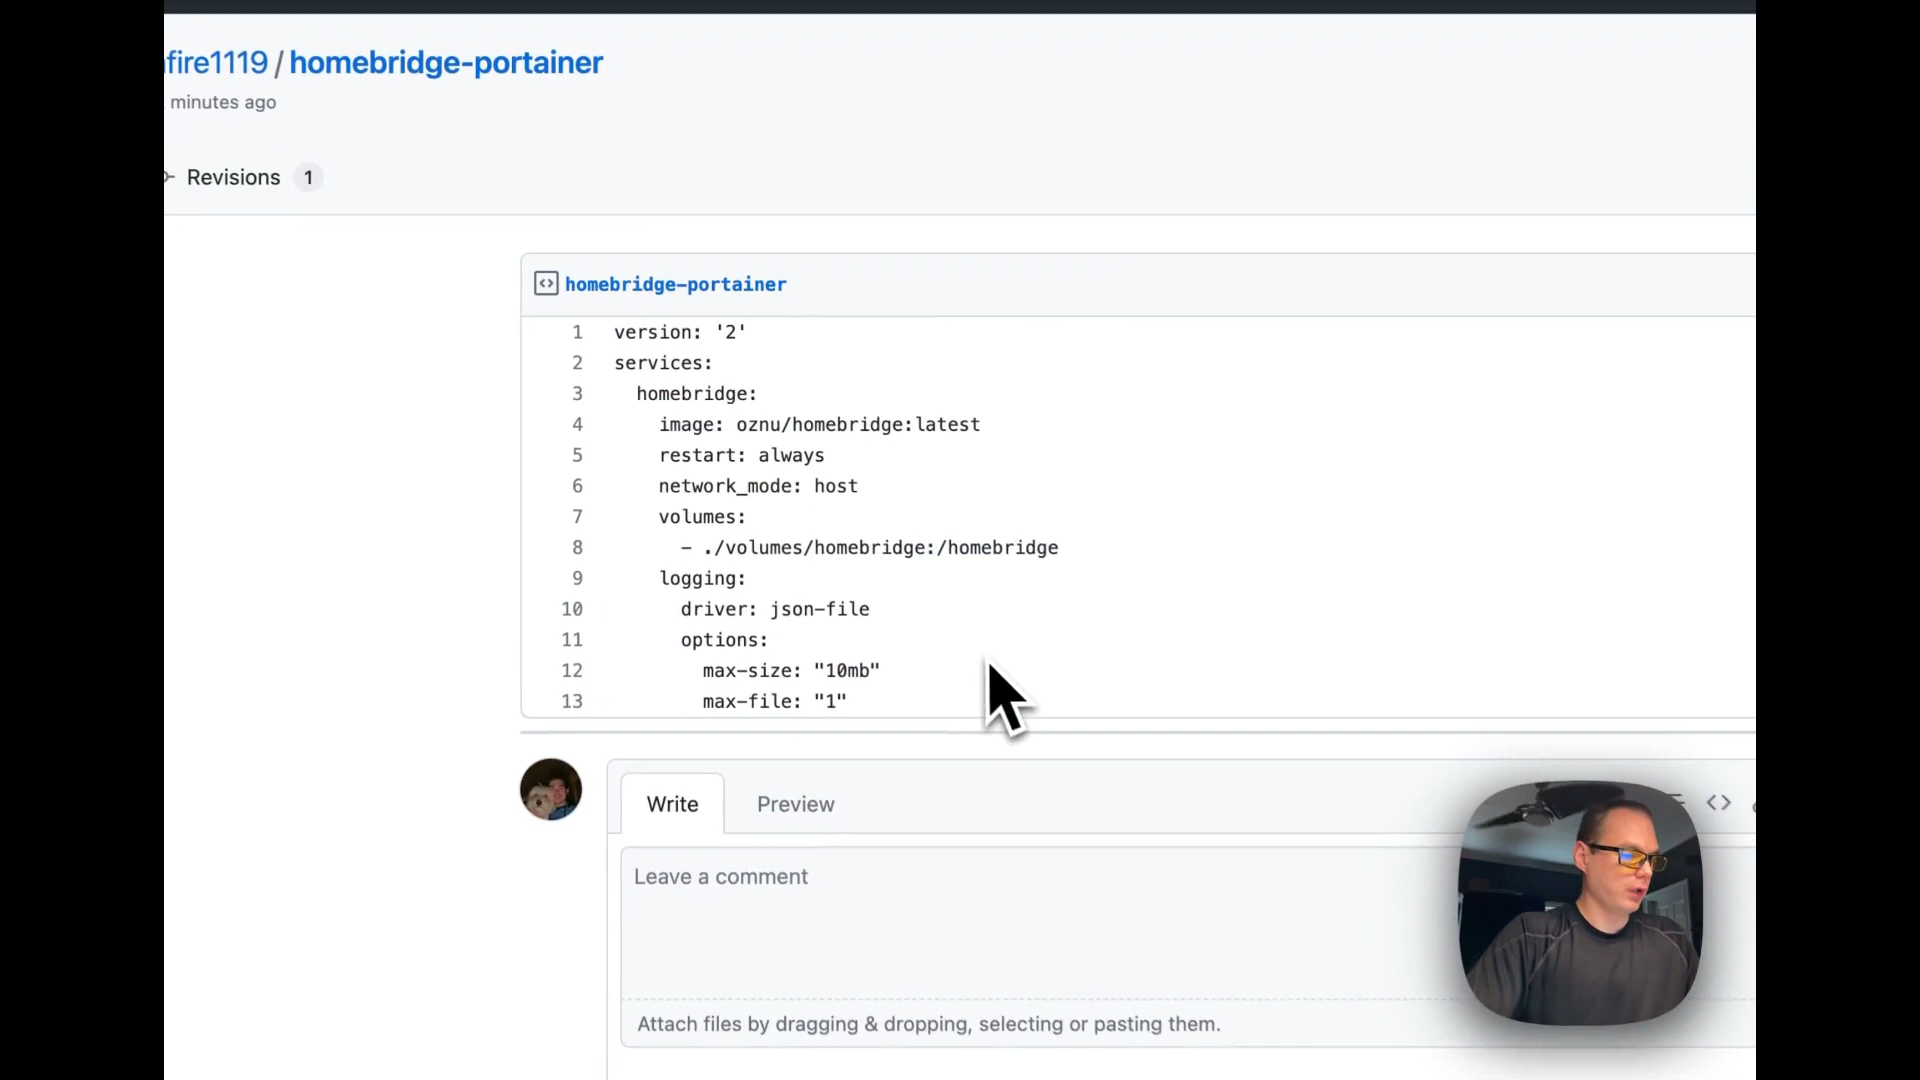 fire1119 / homebridge-portainer
minutes ago
Revisions 1
homebridge-portainer
1 version: '2'
2 services:
3 homebridge:
4 image: oznu/homebridge:latest
5 restart: always
6 network_mode: host
7 volumes:
8 - ./volumes/homebridge:/homebridge
9 logging:
10 driver: json-file
11 options:
12 max-size: "10mb"
13 max-file: "1"
Write Preview
Leave a comment
Attach files by dragging & dropping, selecting or pasting them.